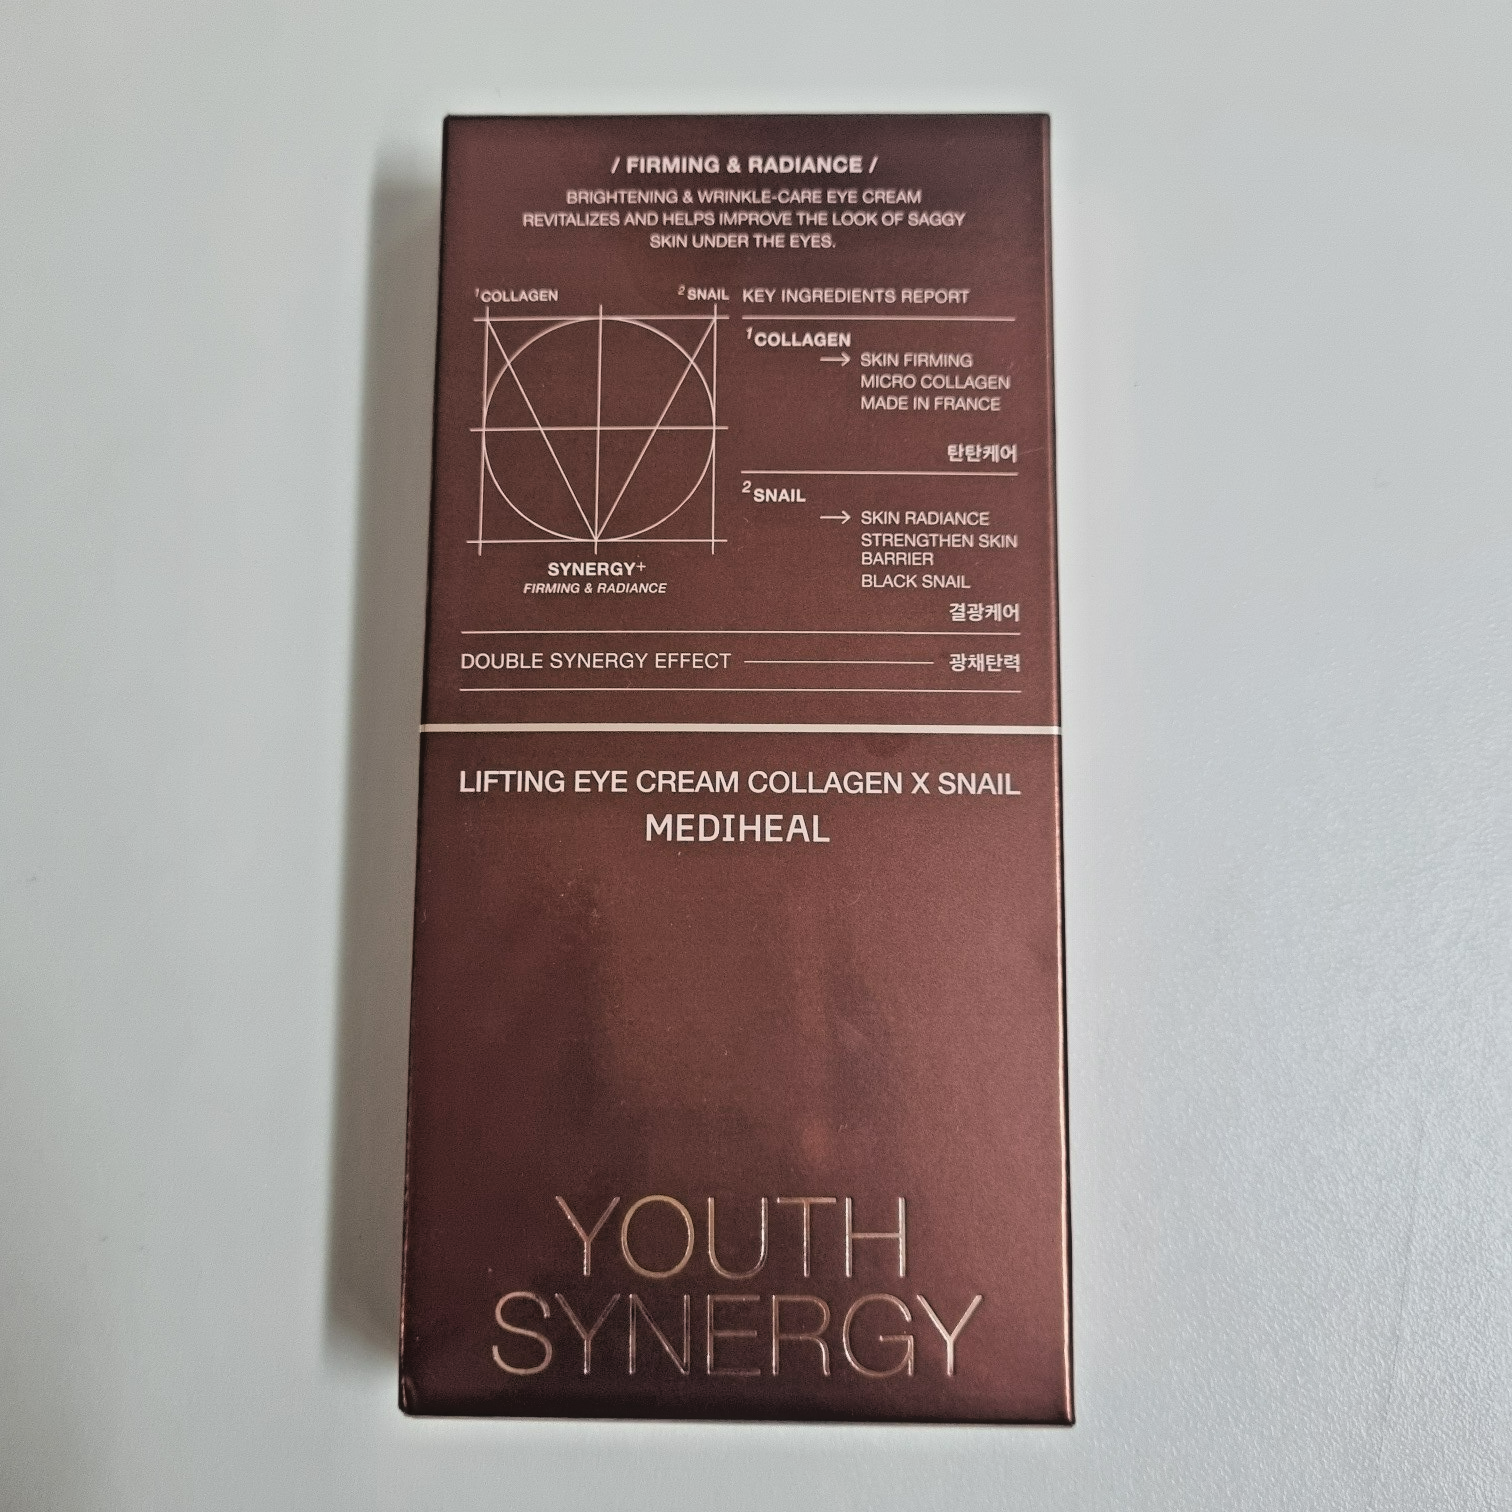 / FIRMING & RADIANCE /
BRIGHTENING & WRINKLE-CARE EYE CREAM
REVITALIZES AND HELPS IMPROVE THE LOOK OF SAGGY
SKIN UNDER THE EYES.
¹COLLAGEN
²SNAIL
SYNERGY+
FIRMING & RADIANCE
KEY INGREDIENTS REPORT
¹COLLAGEN
→ SKIN FIRMING
MICRO COLLAGEN
MADE IN FRANCE
탄탄케어
²SNAIL
→ SKIN RADIANCE
STRENGTHEN SKIN
BARRIER
BLACK SNAIL
결광케어
DOUBLE SYNERGY EFFECT
광채탄력
LIFTING EYE CREAM COLLAGEN X SNAIL
MEDIHEAL
YOUTH
SYNERGY